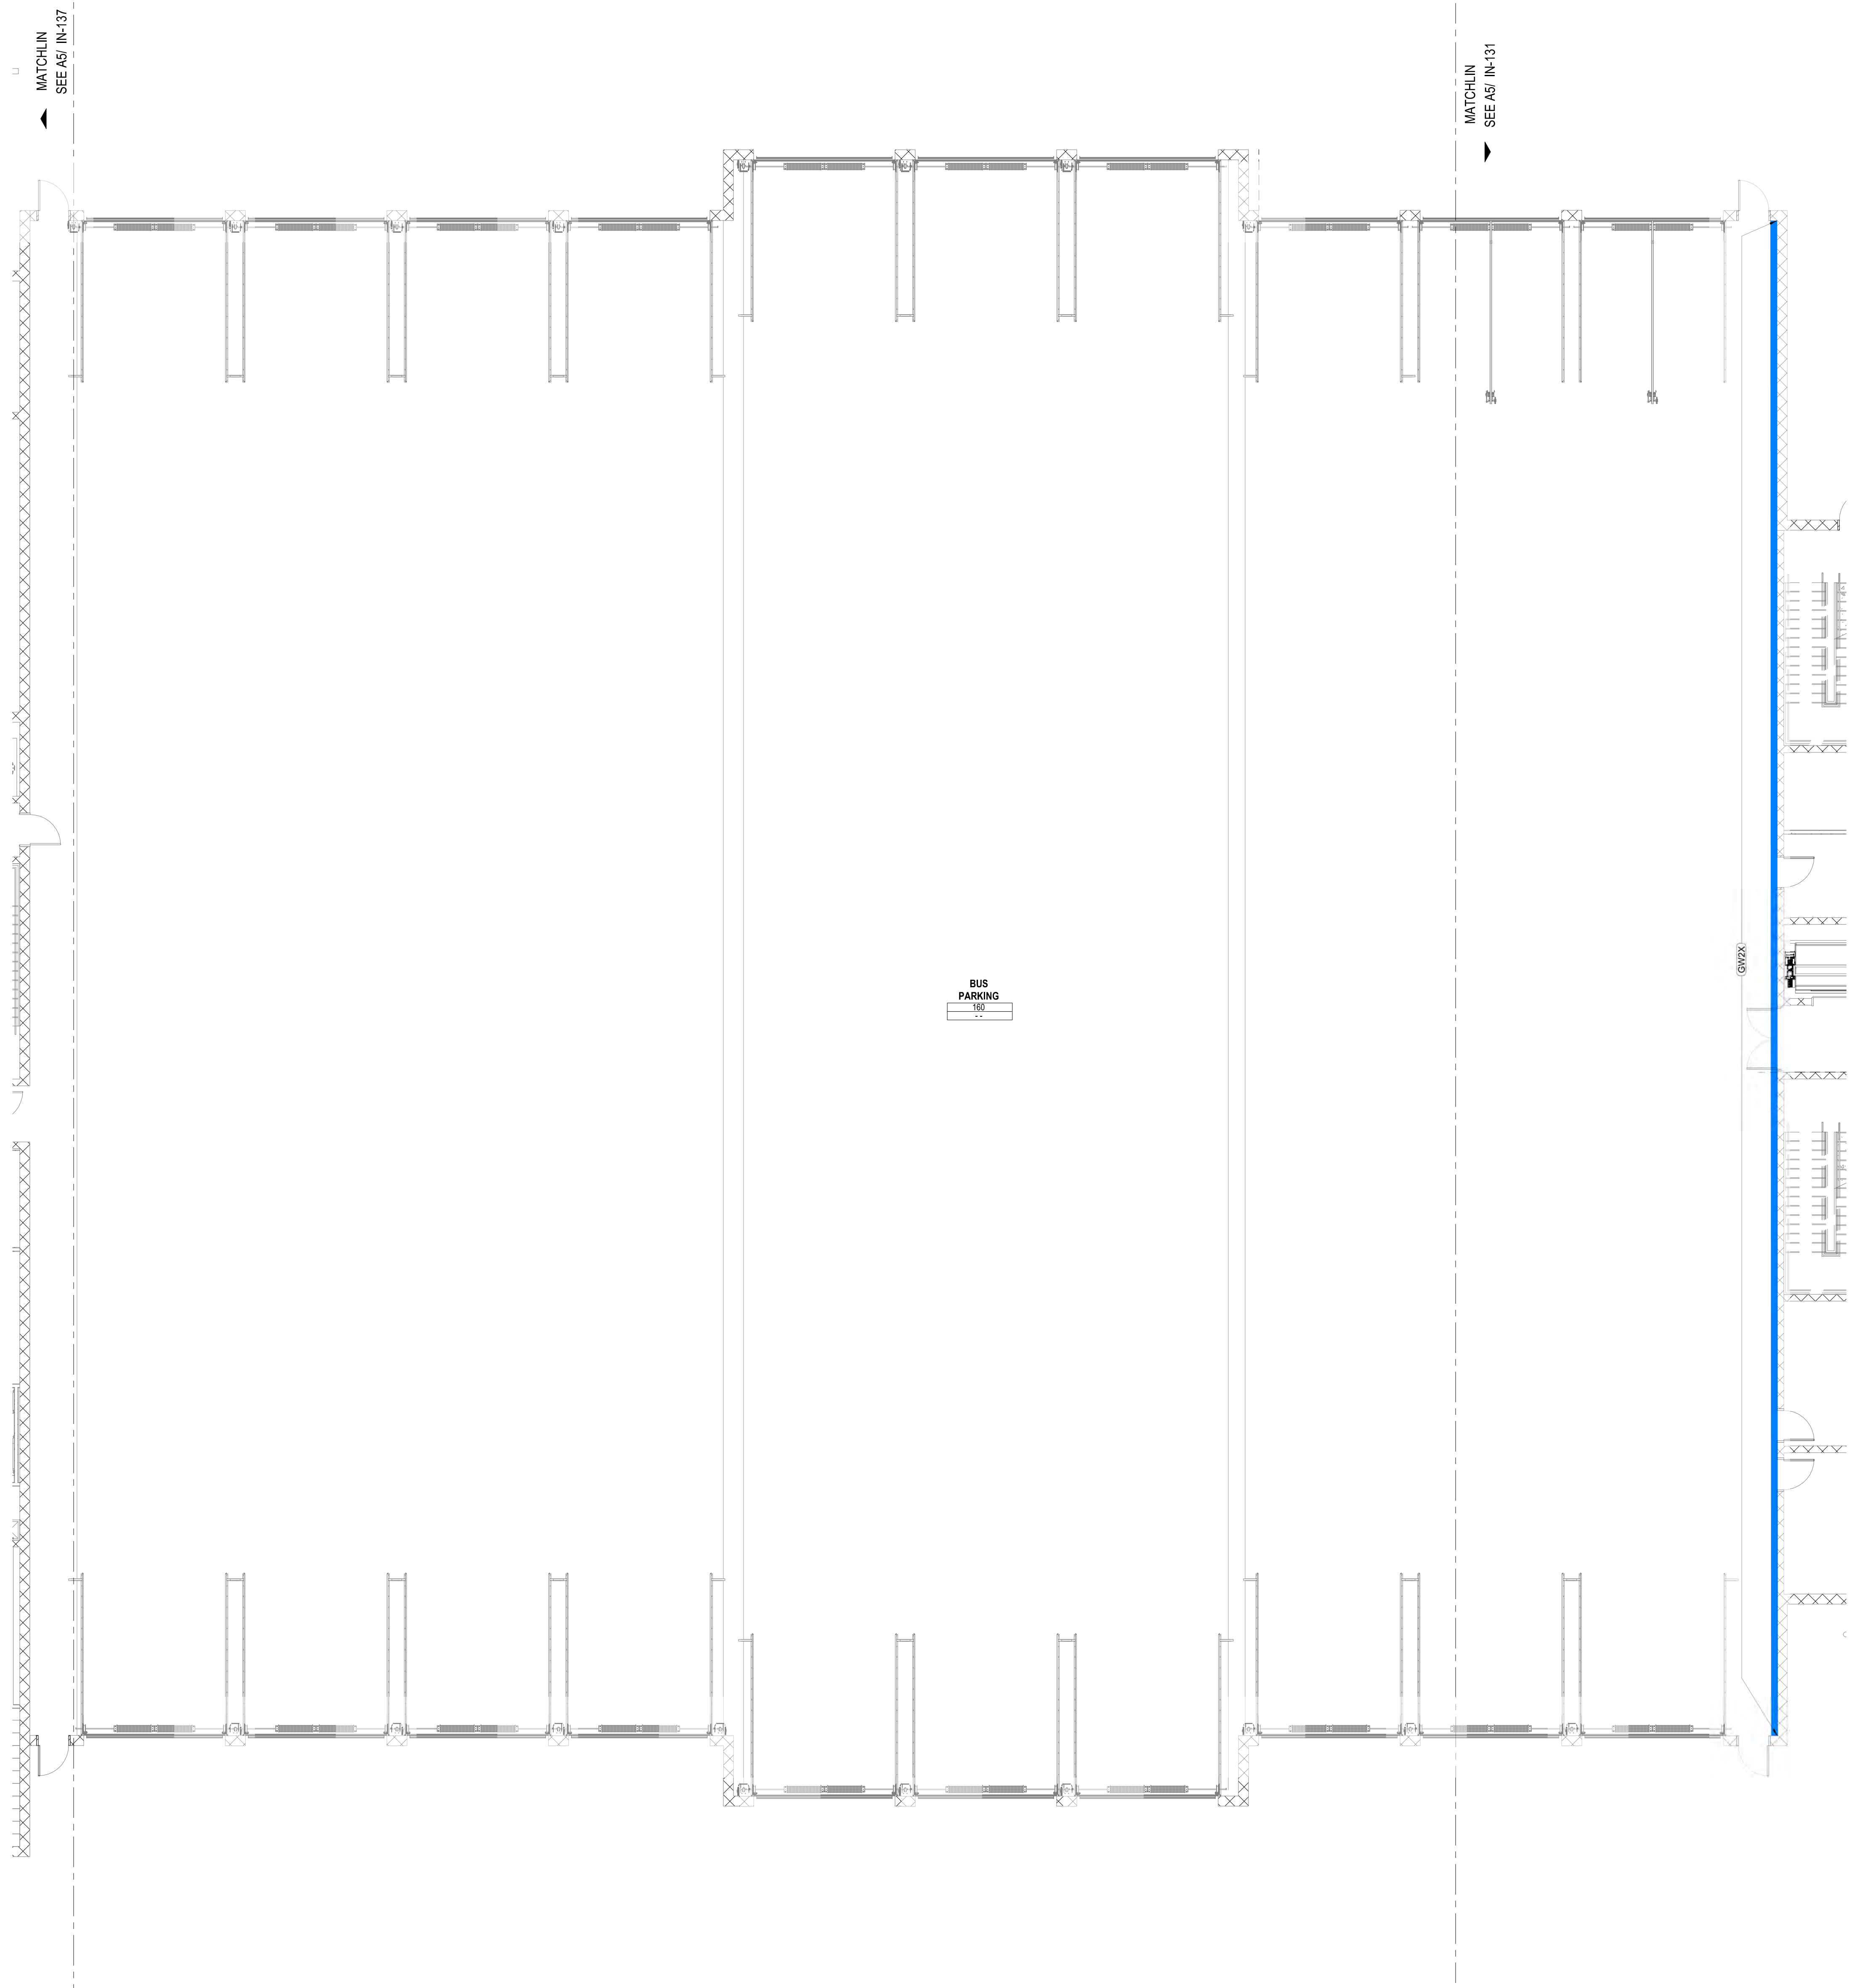 MATCHLIN
SEE A5/ IN-137
MATCHLIN
SEE A5/ IN-131
GW2X
BUS
PARKING
160
- -